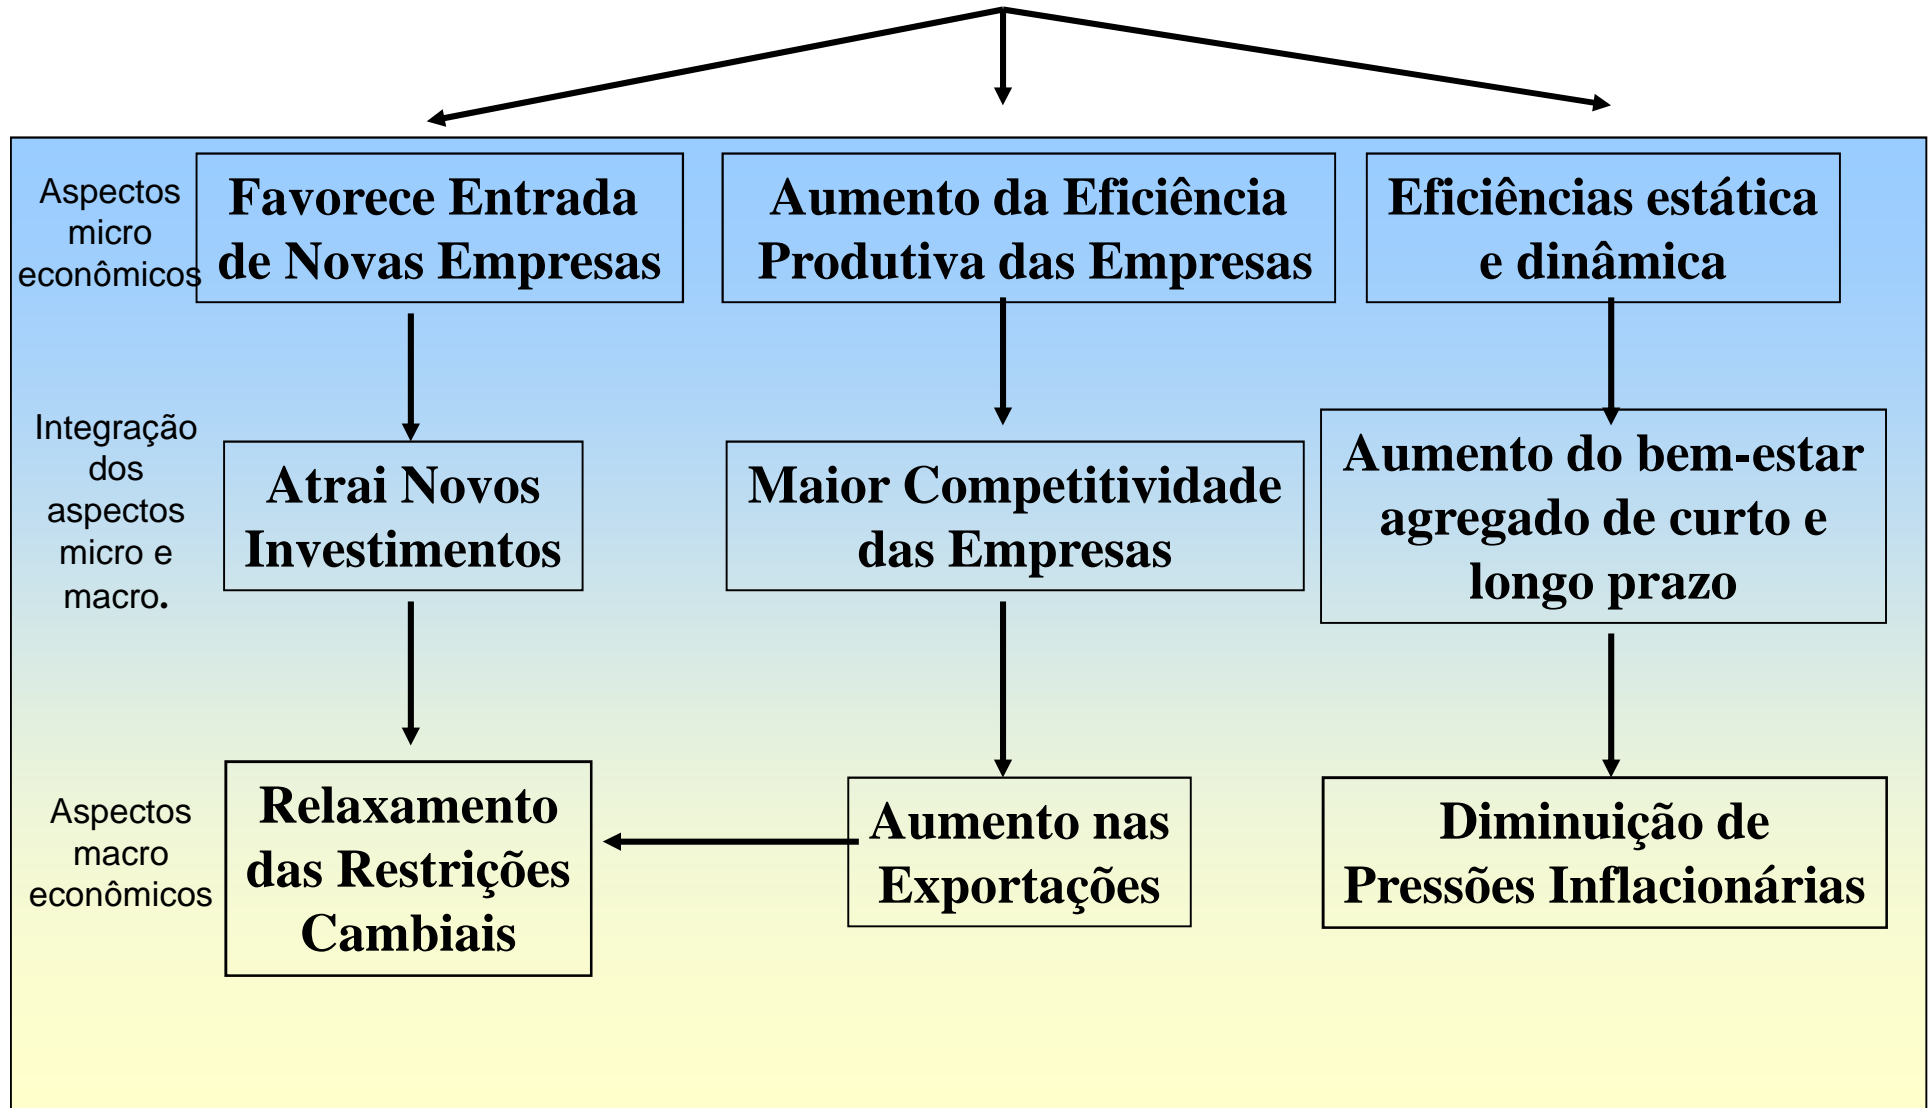 Aspectos
micro
econômicos
Favorece Entrada
de Novas Empresas
Aumento da Eficiência
Produtiva das Empresas
Eficiências estática
e dinâmica
Integração
dos
aspectos
micro e
macro.
Atrai Novos
Investimentos
Maior Competitividade
das Empresas
Aumento do bem-estar
agregado de curto e
longo prazo
Aspectos
macro
econômicos
Relaxamento
das Restrições
Cambiais
Aumento nas
Exportações
Diminuição de
Pressões Inflacionárias